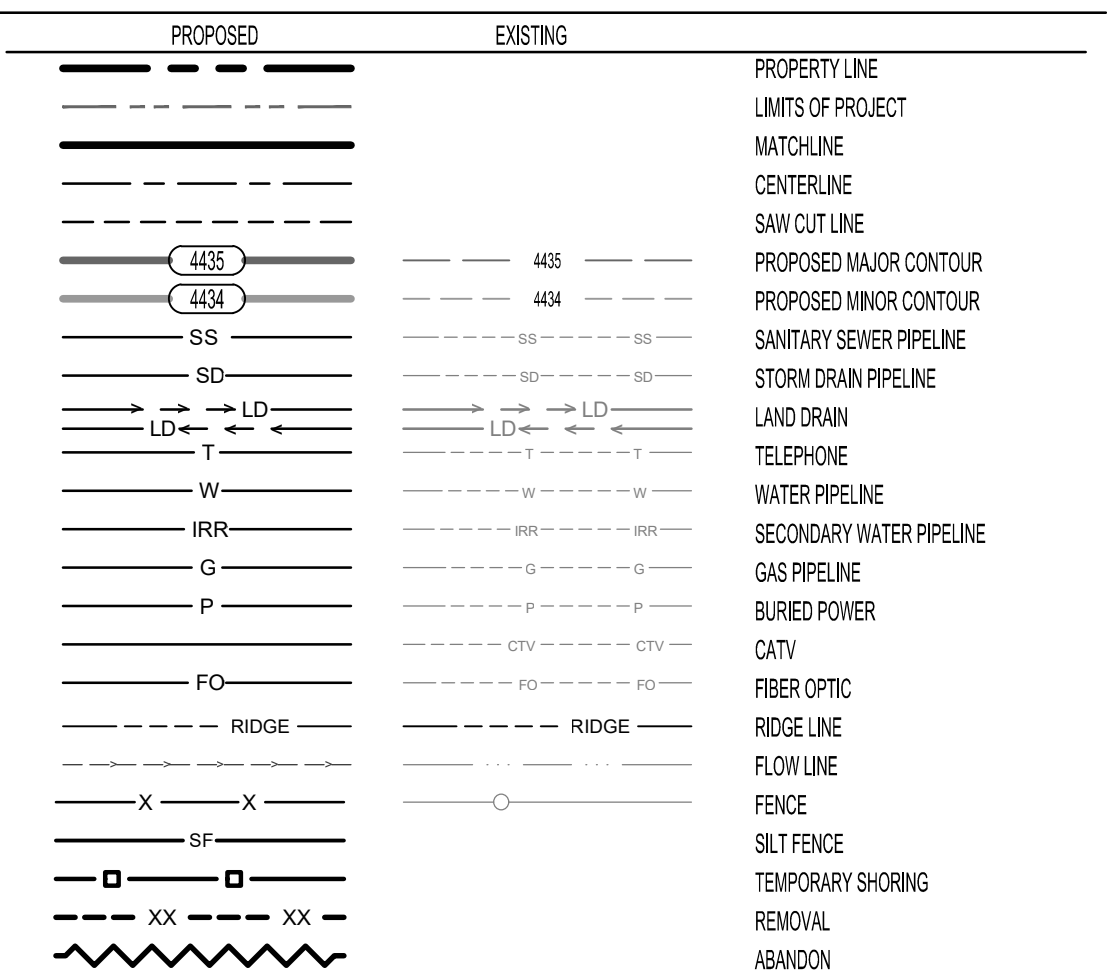 PROPOSED EXISTING
PROPERTY LINE
LIMITS OF PROJECT
MATCHLINE
CENTERLINE
SAW CUT LINE
4435 4435 PROPOSED MAJOR CONTOUR
4434 4434 PROPOSED MINOR CONTOUR
SS SS SS SANITARY SEWER PIPELINE
SD SD SD STORM DRAIN PIPELINE
LD LD LAND DRAIN
LD LD
T T T TELEPHONE
W W W WATER PIPELINE
IRR IRR IRR SECONDARY WATER PIPELINE
G G G GAS PIPELINE
P P P BURIED POWER
CTV CTV CATV
FO FO FO FIBER OPTIC
RIDGE RIDGE RIDGE LINE
FLOW LINE
X X FENCE
SF SILT FENCE
TEMPORARY SHORING
XX XX REMOVAL
ABANDON